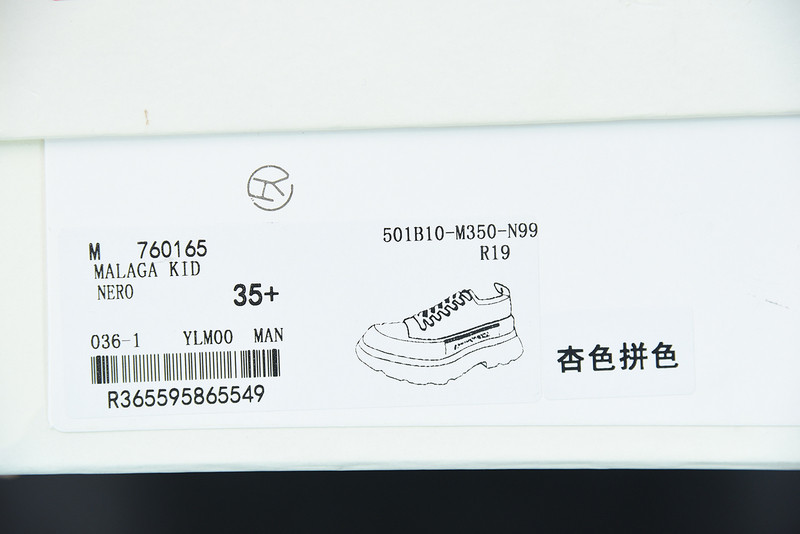 M 760165
MALAGA KID
NERO
35+
036-1 YLM00 MAN
R365595865549
501B10-M350-N99
R19
杏色拼色